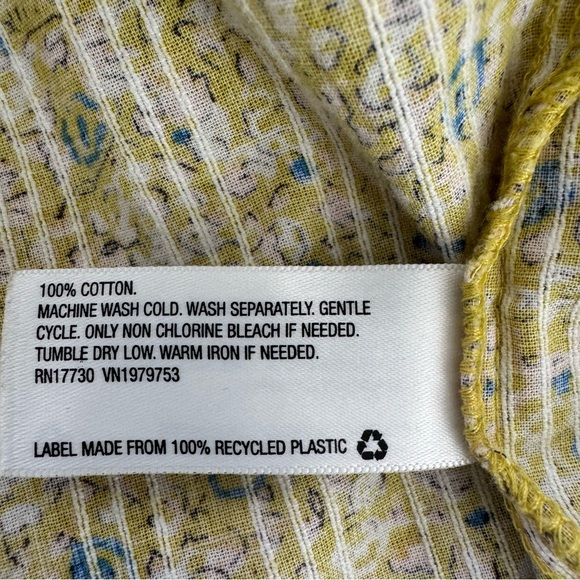 100% COTTON.
MACHINE WASH COLD. WASH SEPARATELY. GENTLE
CYCLE. ONLY NON CHLORINE BLEACH IF NEEDED.
TUMBLE DRY LOW. WARM IRON IF NEEDED.
RN17730 VN1979753
LABEL MADE FROM 100% RECYCLED PLASTIC